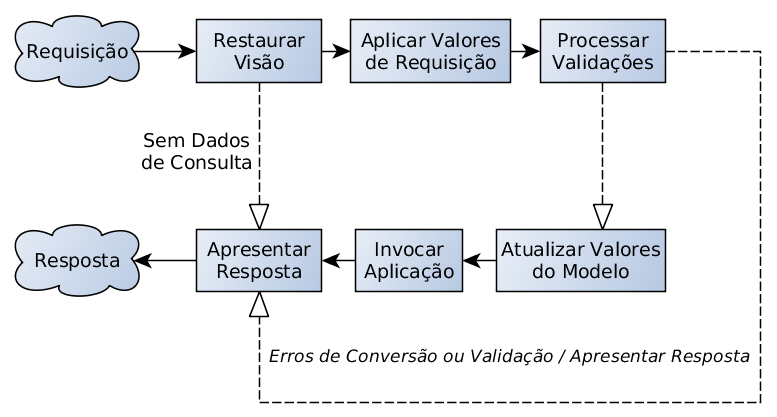 Requisição
Restaurar
Visão
Aplicar Valores
de Requisição
Processar
Validações
Sem Dados
de Consulta
Resposta
Apresentar
Resposta
Invocar
Aplicação
Atualizar Valores
do Modelo
Erros de Conversão ou Validação / Apresentar Resposta